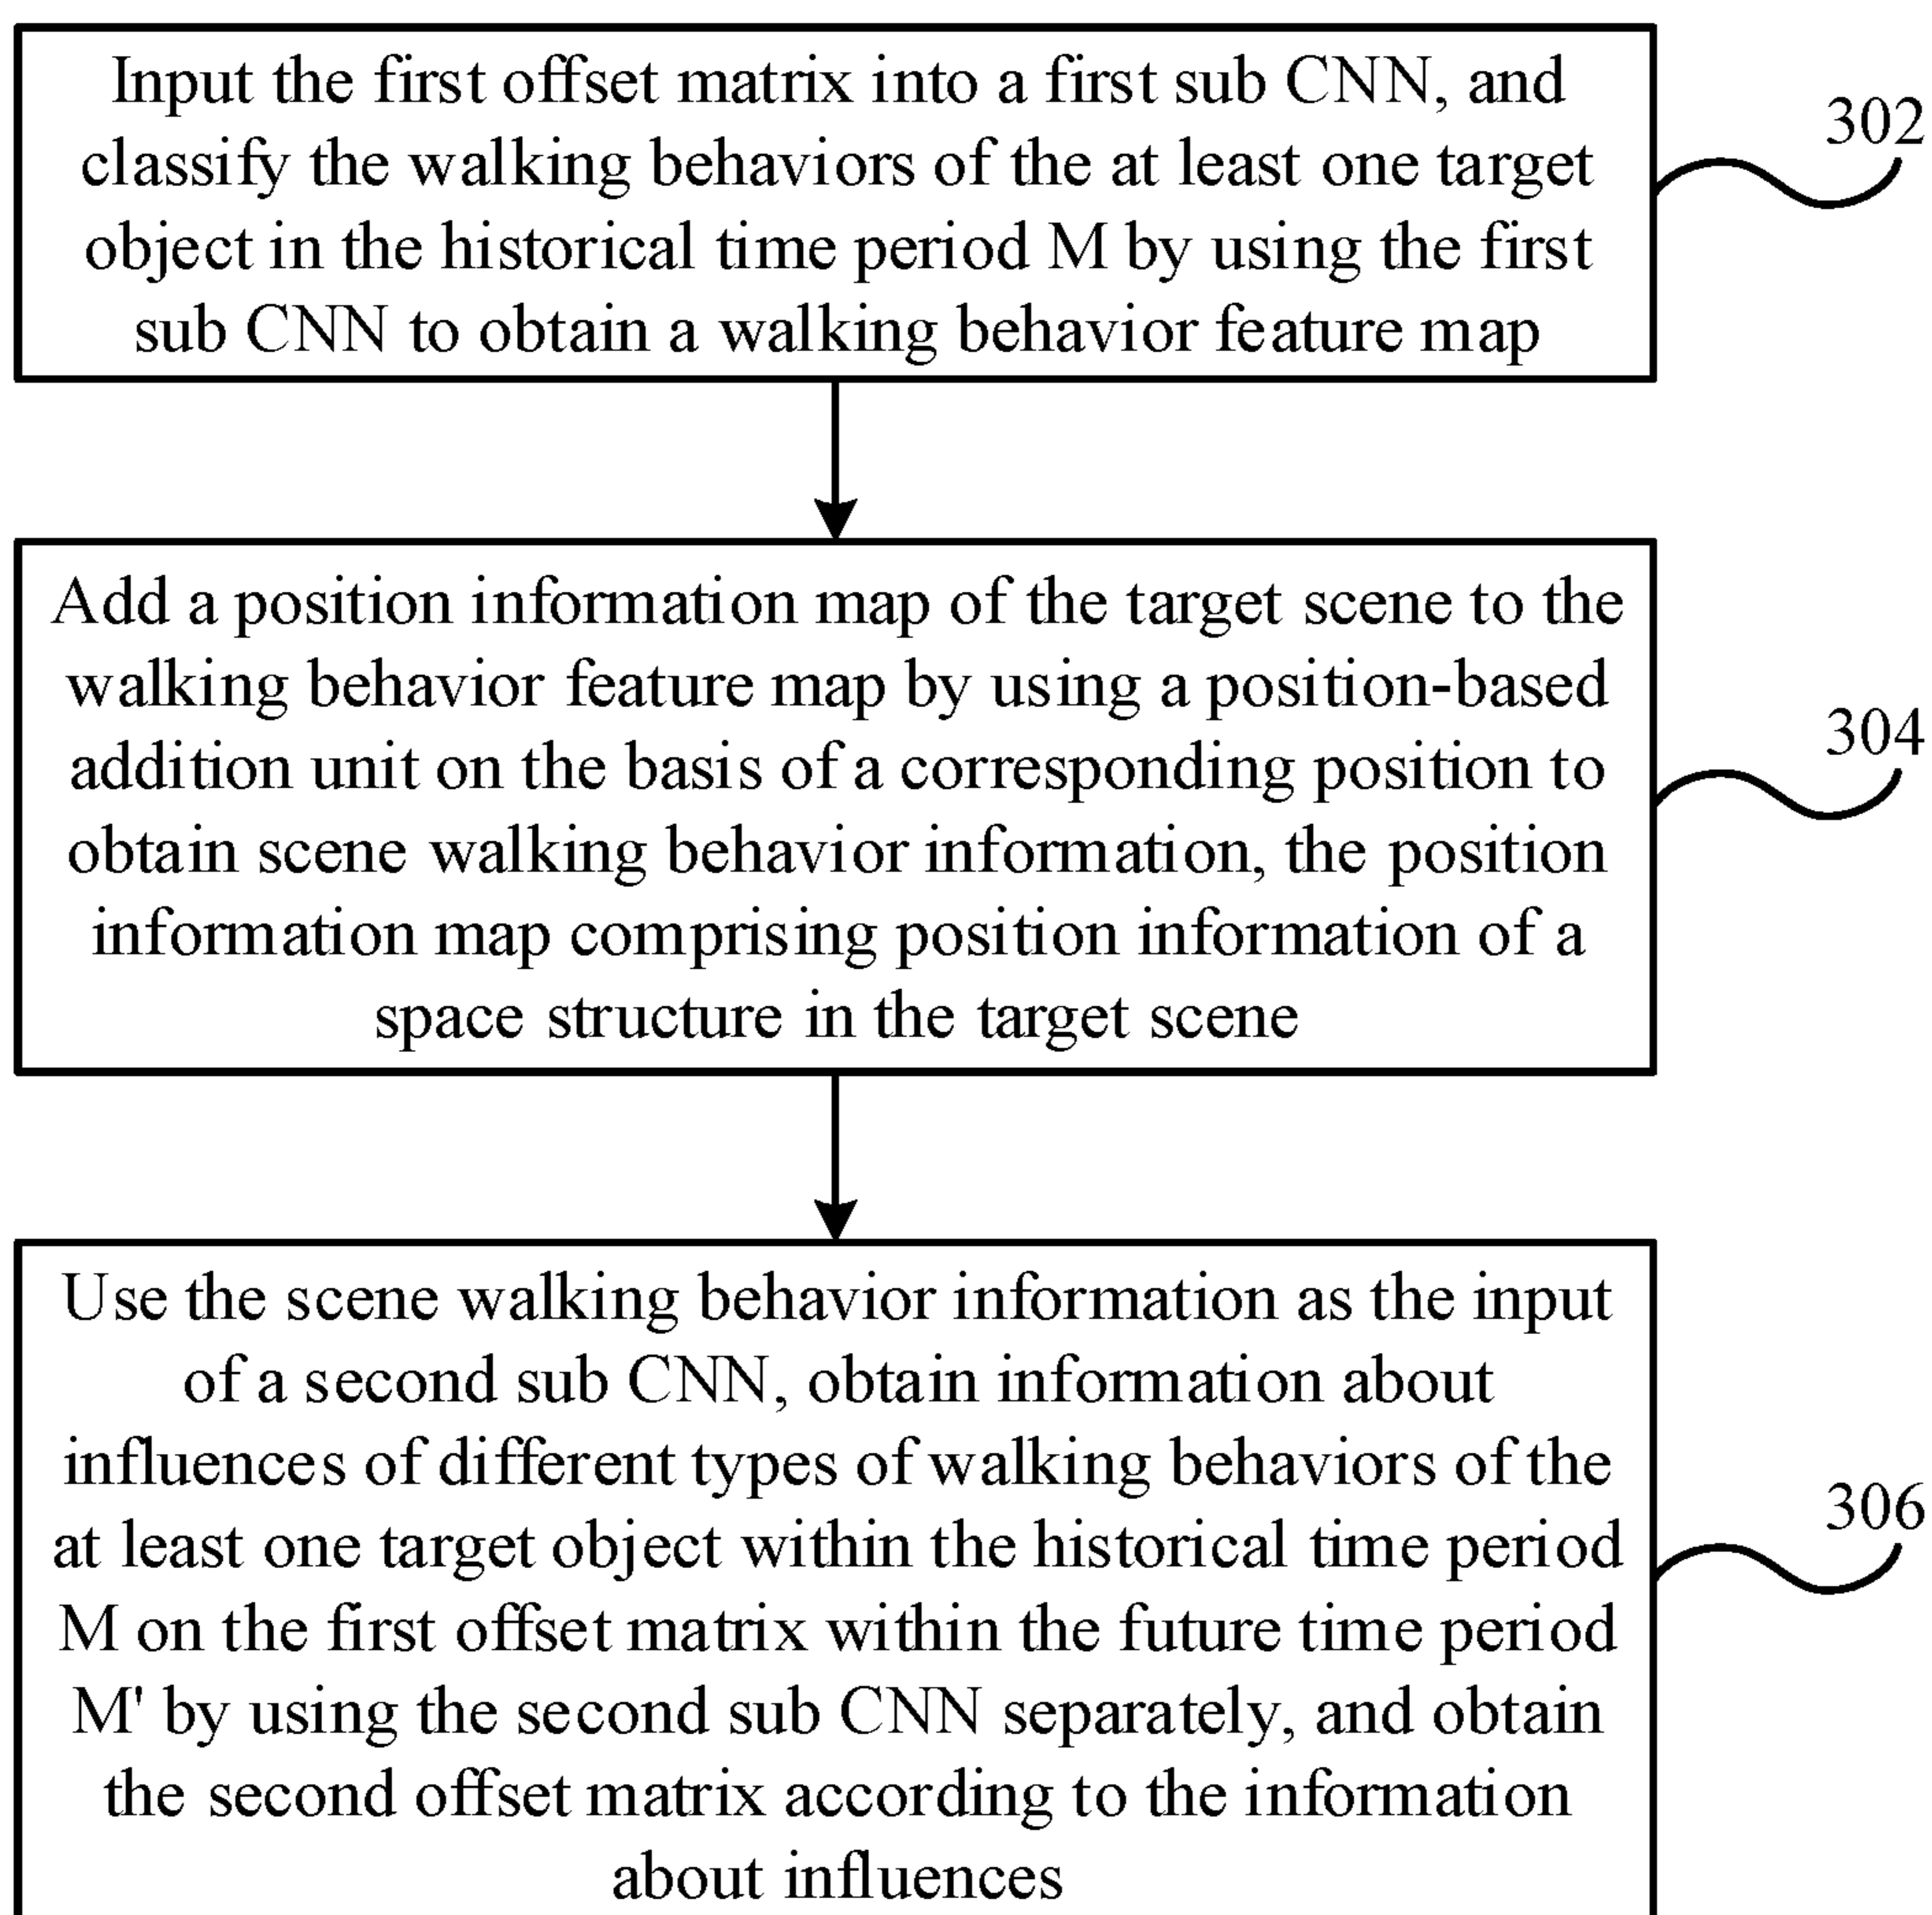 Input the first offset matrix into a first sub CNN, and
classify the walking behaviors of the at least one target
object in the historical time period M by using the first
sub CNN to obtain a walking behavior feature map
302
Add a position information map of the target scene to the
walking behavior feature map by using a position-based
addition unit on the basis of a corresponding position to
obtain scene walking behavior information, the position
information map comprising position information of a
space structure in the target scene
304
Use the scene walking behavior information as the input
of a second sub CNN, obtain information about
influences of different types of walking behaviors of the
at least one target object within the historical time period
M on the first offset matrix within the future time period
M' by using the second sub CNN separately, and obtain
the second offset matrix according to the information
about influences
306